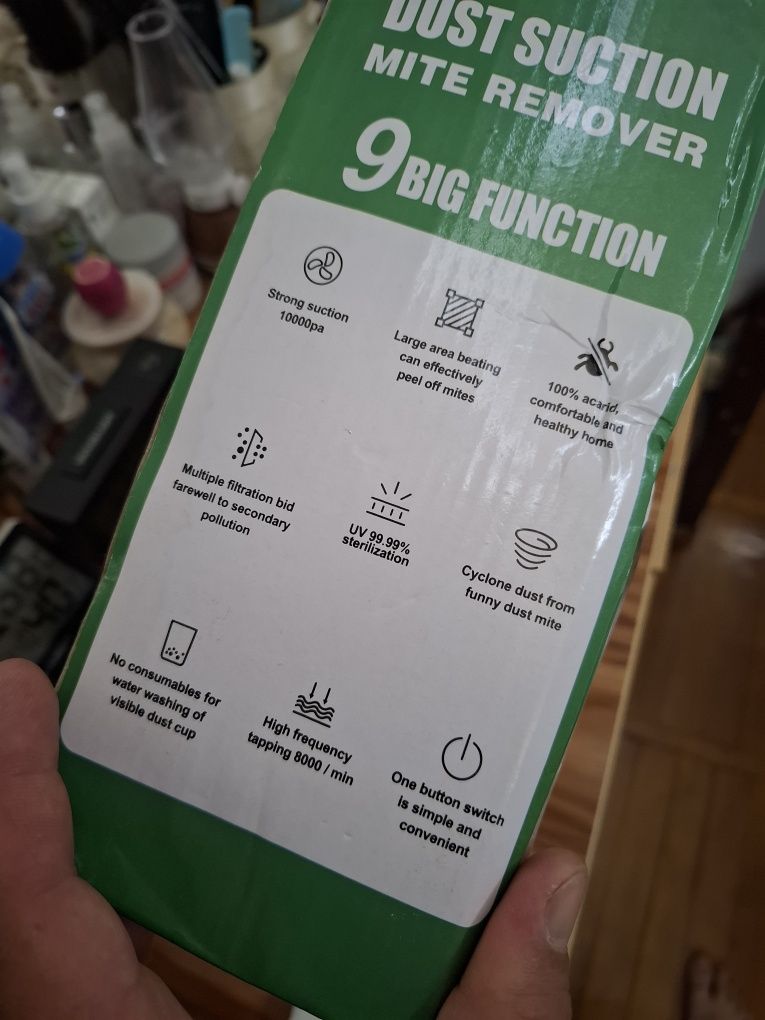 DUST SUCTION
MITE REMOVER
9 BIG FUNCTION
Strong suction
10000pa
Large area beating
can effectively
peel off mites
100% acarid,
comfortable and
healthy home
Multiple filtration bid
farewell to secondary
pollution
UV 99.99%
sterilization
Cyclone dust from
funny dust mite
No consumables for
water washing of
visible dust cup
High frequency
tapping 8000 / min
One button switch
is simple and
convenient